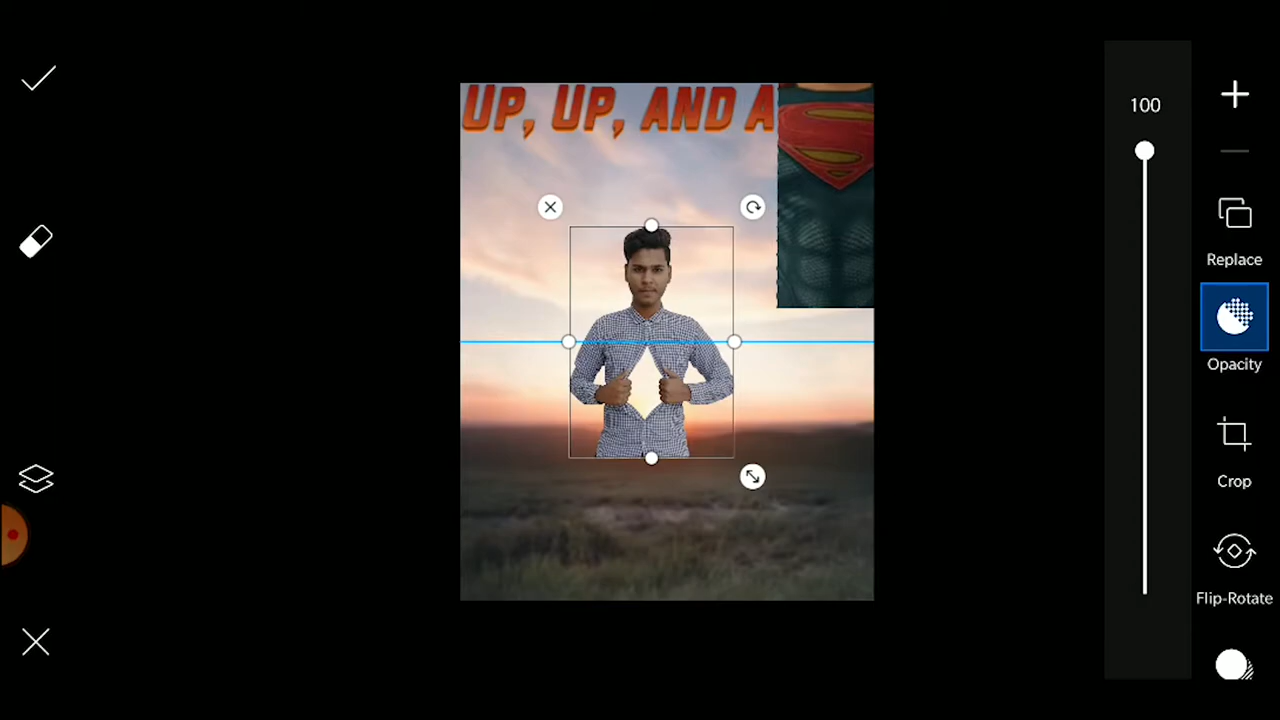 UP, UP, AND A
100
Replace
Opacity
Crop
Flip-Rotate